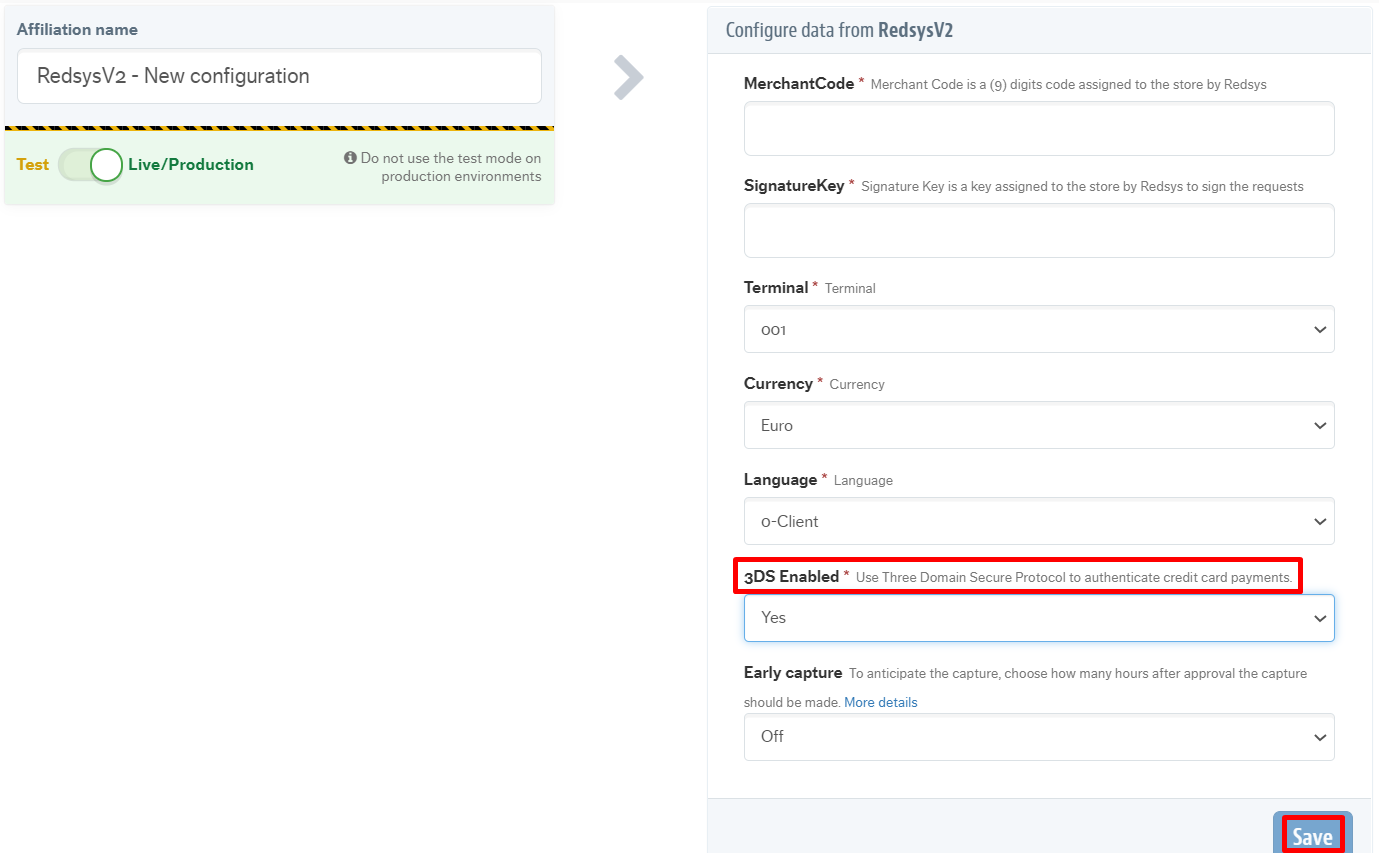 Affiliation name
RedsysV2 - New configuration
Test Live/Production
Do not use the test mode on
production environments
Configure data from RedsysV2
MerchantCode * Merchant Code is a (9) digits code assigned to the store by Redsys
SignatureKey * Signature Key is a key assigned to the store by Redsys to sign the requests
Terminal * Terminal
001
Currency * Currency
Euro
Language * Language
0-Client
3DS Enabled * Use Three Domain Secure Protocol to authenticate credit card payments.
Yes
Early capture To anticipate the capture, choose how many hours after approval the capture
should be made. More details
Off
Save